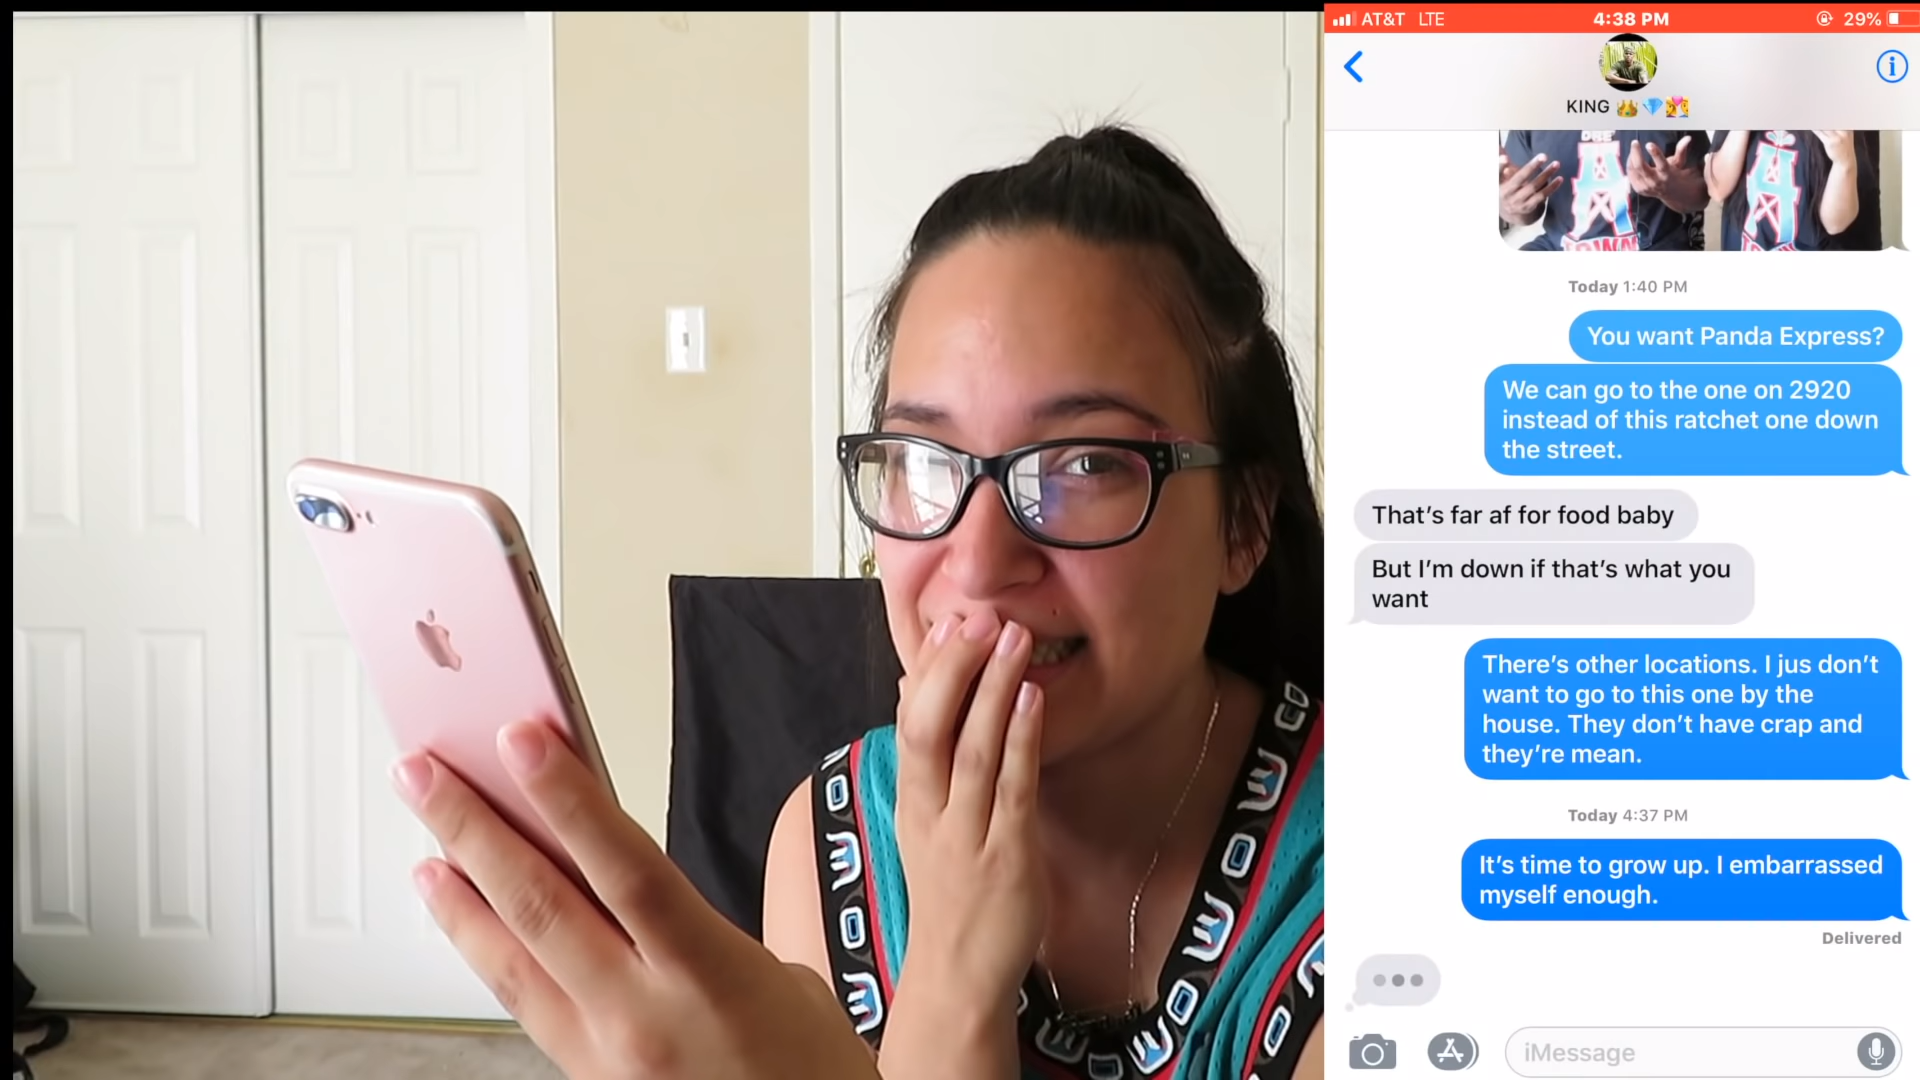 AT&T LTE 4:38 PM 29%
KING 👑💎💏
DBE
A
TOWN
Today 1:40 PM
You want Panda Express?
We can go to the one on 2920
instead of this ratchet one down
the street.
That's far af for food baby
But I'm down if that's what you
want
There's other locations. I jus don't
want to go to this one by the
house. They don't have crap and
they're mean.
Today 4:37 PM
It's time to grow up. I embarrassed
myself enough.
Delivered
iMessage